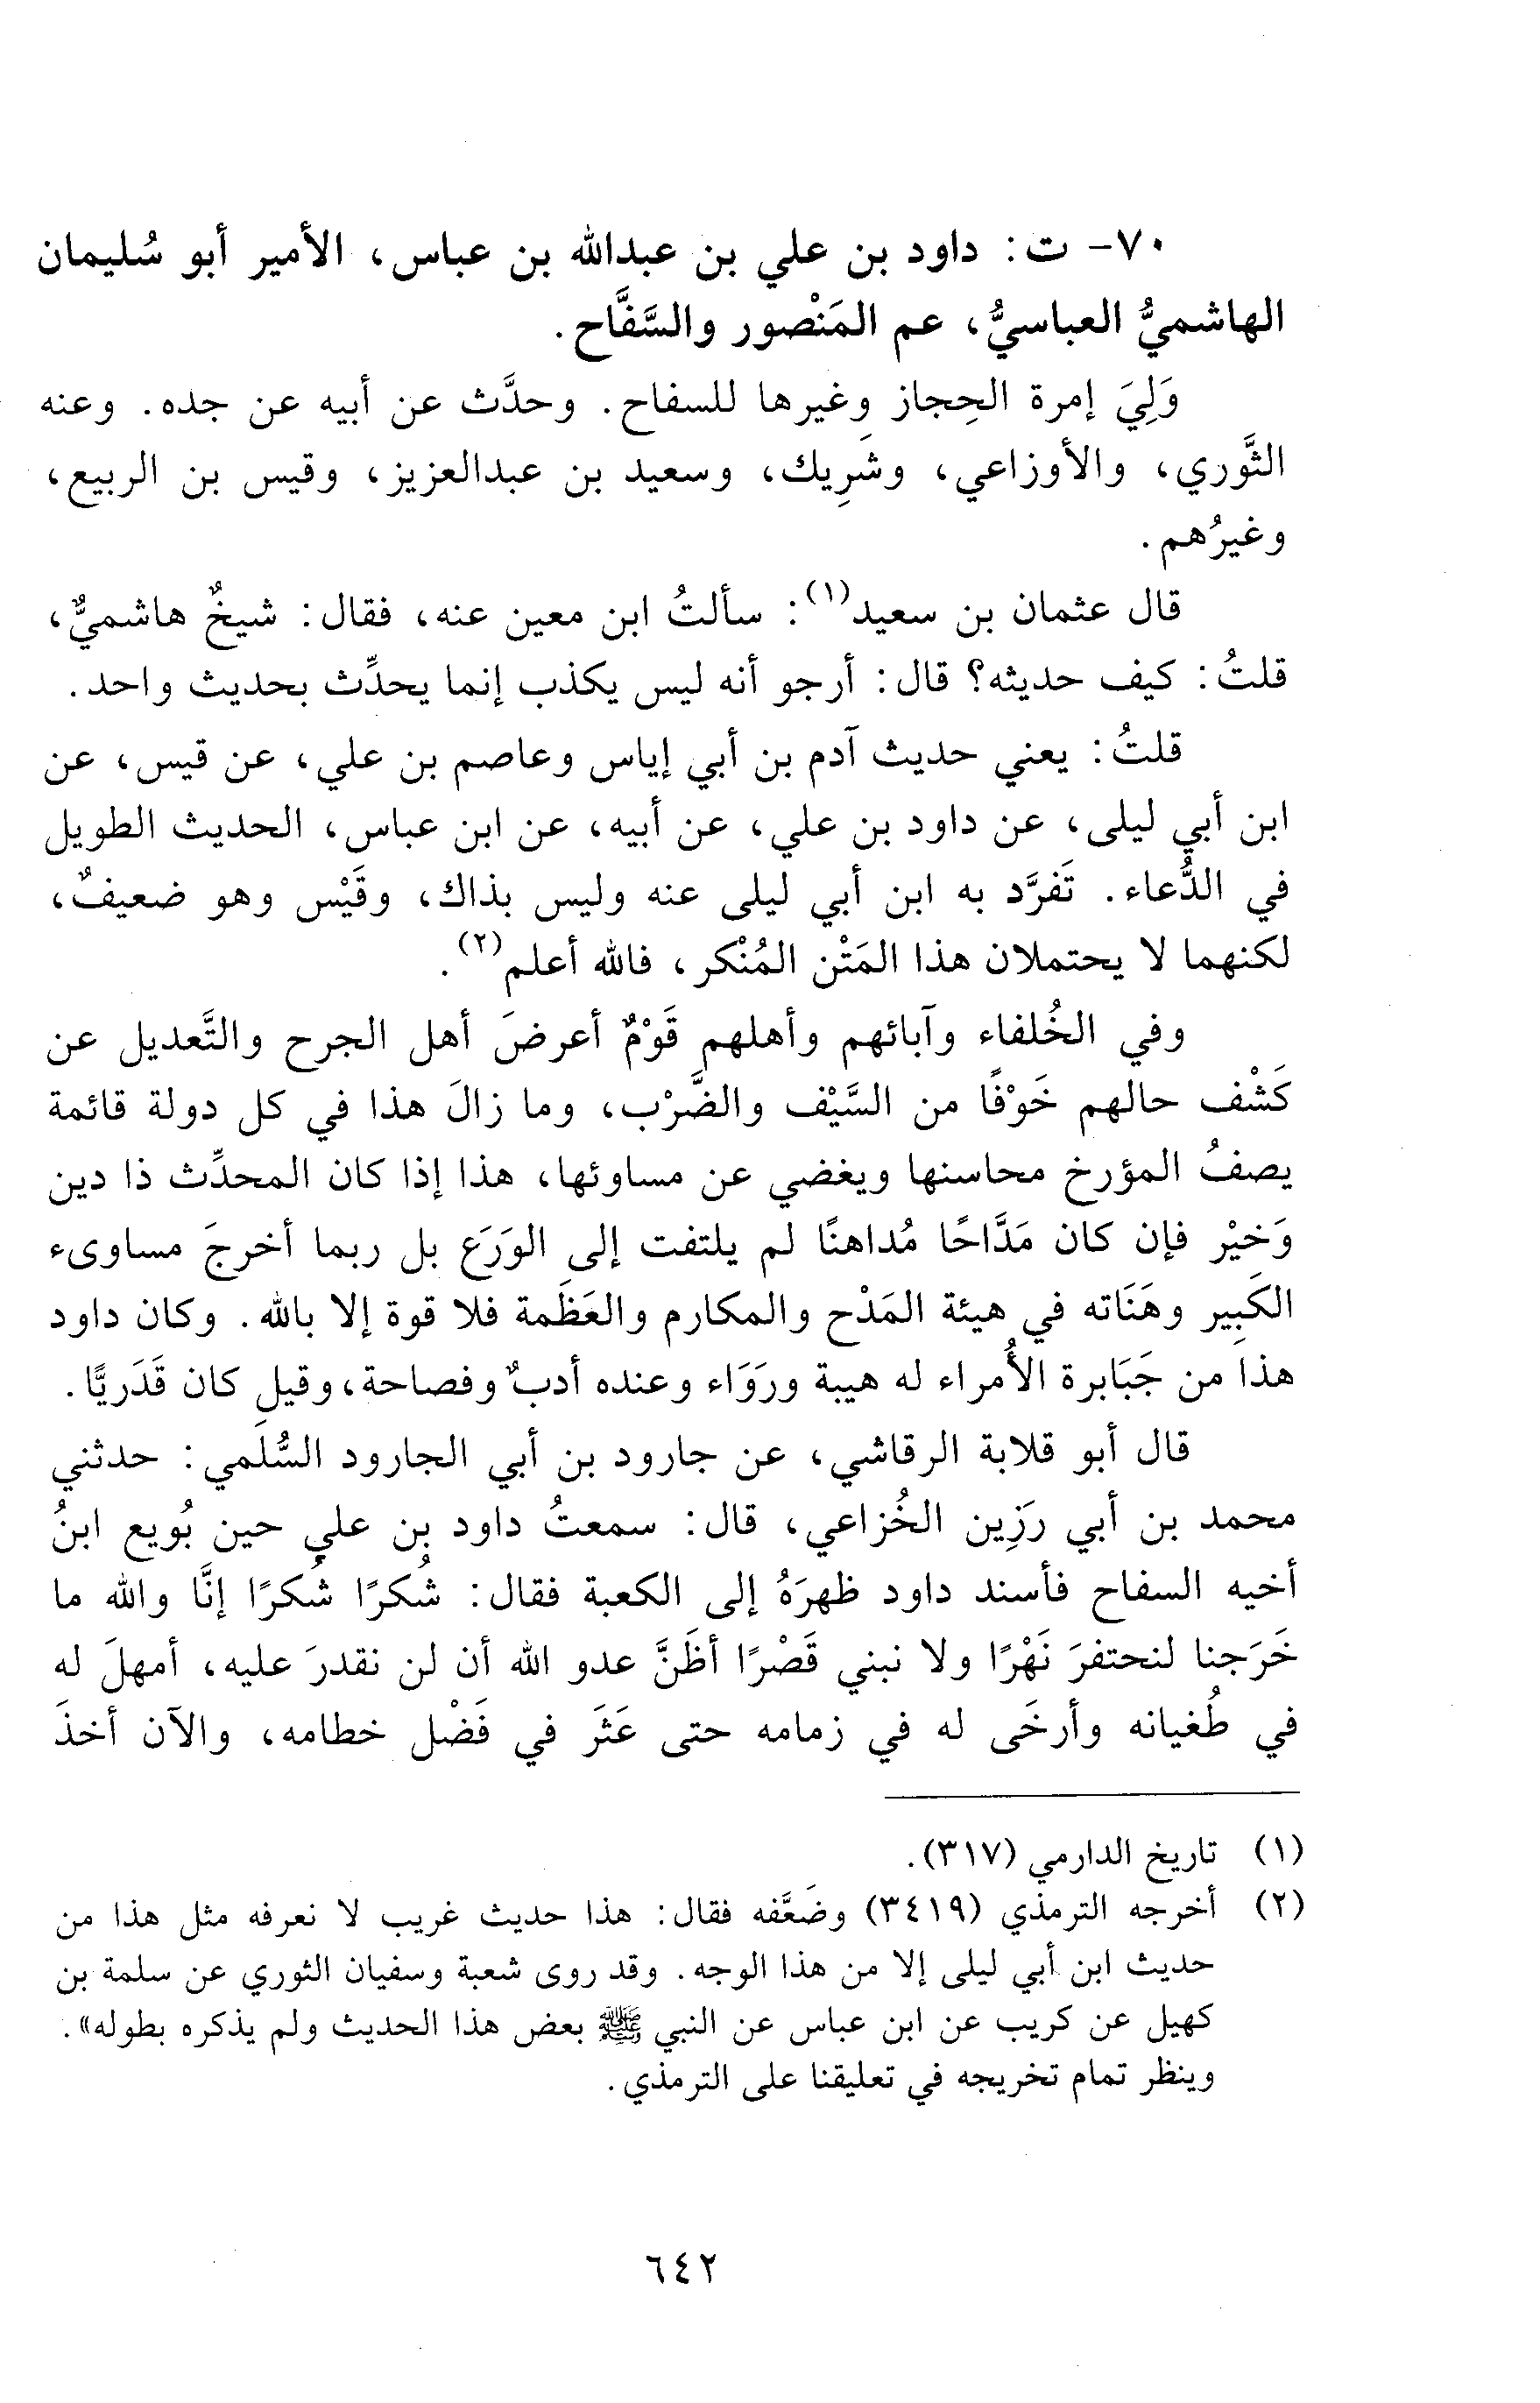 ٧٠- ت: داود بن علي بن عبدالله بن عباس، الأمير أبو سُليمان
الهاشميُّ العباسيُّ، عم المَنْصور والسَّفَّاح.
وَلِيَ إمرة الحِجاز وغيرها للسفاح. وحدَّث عن أبيه عن جده. وعنه
الثَّوري، والأوزاعي، وشَرِيك، وسعيد بن عبدالعزيز، وقيس بن الربيع،
وغيرُهم.
قال عثمان بن سعيد(١): سألتُ ابن معين عنه، فقال: شيخٌ هاشميٌّ،
قلتُ: كيف حديثه؟ قال: أرجو أنه ليس يكذب إنما يحدِّث بحديث واحد.
قلتُ: يعني حديث آدم بن أبي إياس وعاصم بن علي، عن قيس، عن
ابن أبي ليلى، عن داود بن علي، عن أبيه، عن ابن عباس، الحديث الطويل
في الدُّعاء. تَفرَّد به ابن أبي ليلى عنه وليس بذاك، وقَيْس وهو ضعيفٌ،
لكنهما لا يحتملان هذا المَتْن المُنْكر، فالله أعلم(٢).
وفي الخُلفاء وآبائهم وأهلهم قَوْمٌ أعرضَ أهل الجرح والتَّعديل عن
كَشْف حالهم خَوْفًا من السَّيْف والضَّرْب، وما زالَ هذا في كل دولة قائمة
يصفُ المؤرخ محاسنها ويغضي عن مساوئها، هذا إذا كان المحدِّث ذا دين
وَخيْر فإن كان مَدَّاحًا مُداهنًا لم يلتفت إلى الوَرَع بل ربما أخرجَ مساوىء
الكَبِير وهَنَاته في هيئة المَدْح والمكارم والعَظَمة فلا قوة إلا بالله. وكان داود
هذا من جَبَابرة الأُمراء له هيبة ورَوَاء وعنده أدبٌ وفصاحة، وقيل كان قَدَريًّا.
قال أبو قلابة الرقاشي، عن جارود بن أبي الجارود السُّلَمي: حدثني
محمد بن أبي رَزِين الخُزاعي، قال: سمعتُ داود بن علي حين بُويع ابنُ
أخيه السفاح فأسند داود ظهرَهُ إلى الكعبة فقال: شُكرًا شُكرًا إنَّا والله ما
خَرَجنا لنحتفرَ نَهْرًا ولا نبني قَصْرًا أظَنَّ عدو الله أن لن نقدرَ عليه، أمهلَ له
في طُغيانه وأرخَى له في زمامه حتى عَثَرَ في فَضْل خطامه، والآن أخذَ
(١) تاريخ الدارمي (٣١٧).
(٢) أخرجه الترمذي (٣٤١٩) وضَعَّفه فقال: هذا حديث غريب لا نعرفه مثل هذا من
حديث ابن أبي ليلى إلا من هذا الوجه. وقد روى شعبة وسفيان الثوري عن سلمة بن
كهيل عن كريب عن ابن عباس عن النبي ﷺ بعض هذا الحديث ولم يذكره بطوله».
وينظر تمام تخريجه في تعليقنا على الترمذي.
٦٤٢